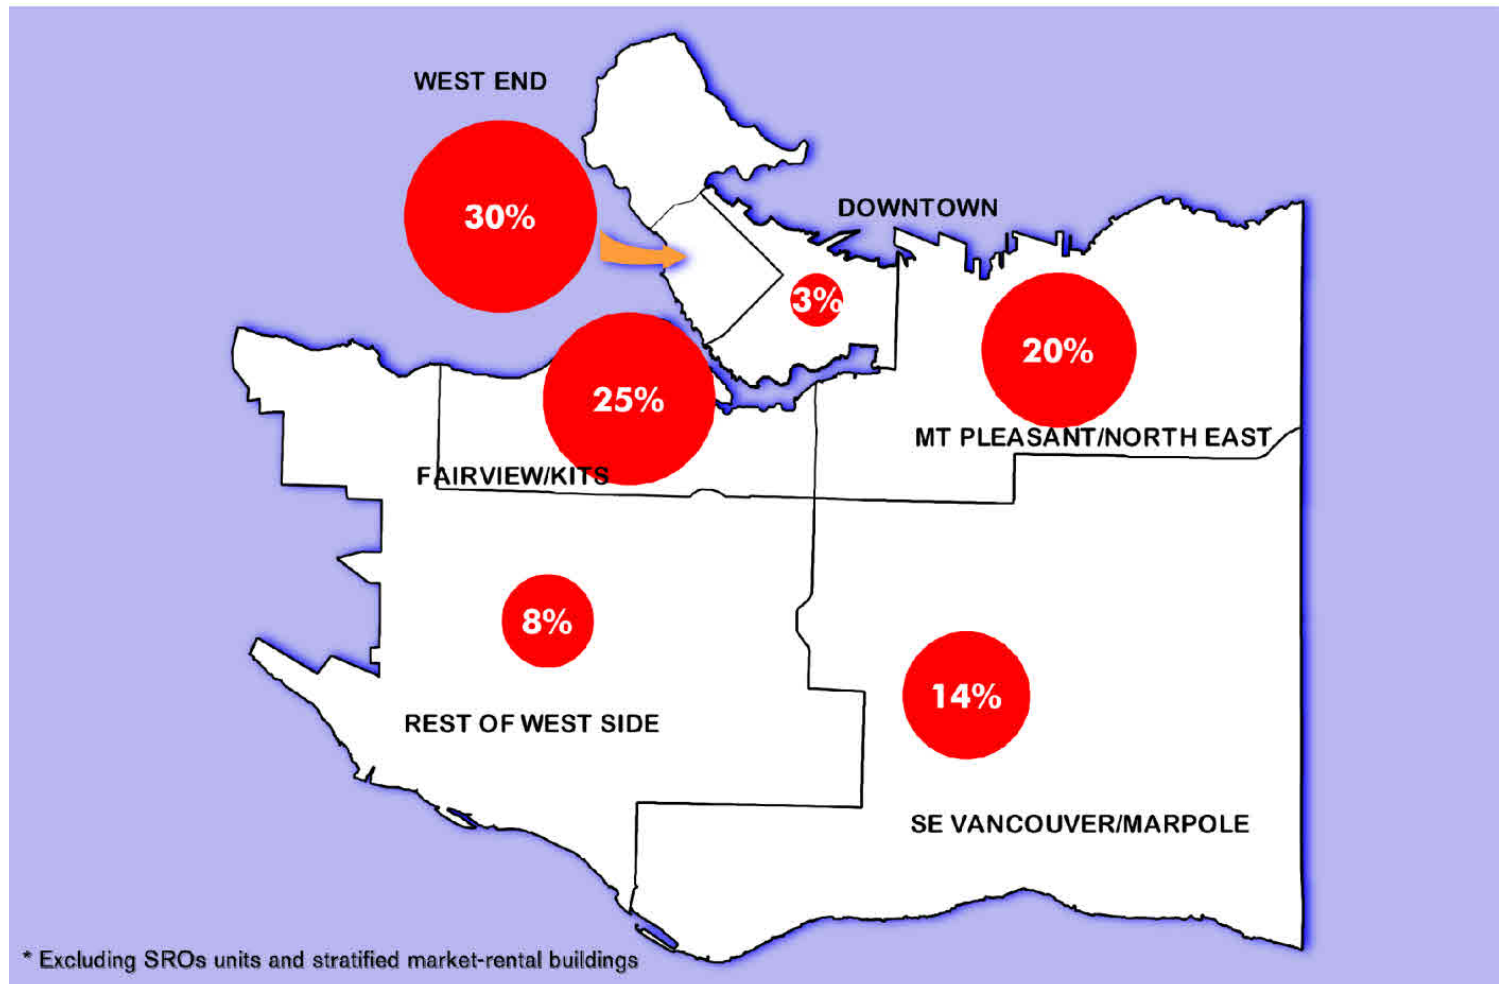 WEST END
30%
DOWNTOWN
3%
20%
25%
MT PLEASANT/NORTH EAST
FAIRVIEW/KITS
8%
14%
REST OF WEST SIDE
SE VANCOUVER/MARPOLE
* Excluding SROs units and stratified market-rental buildings